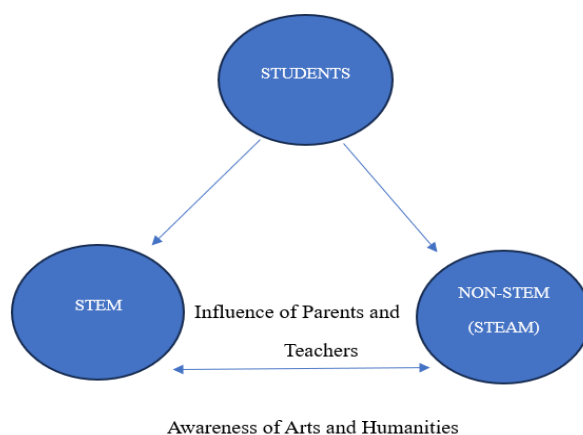 STUDENTS
STEM
Influence of Parents and
Teachers
NON-STEM
(STEAM)
Awareness of Arts and Humanities